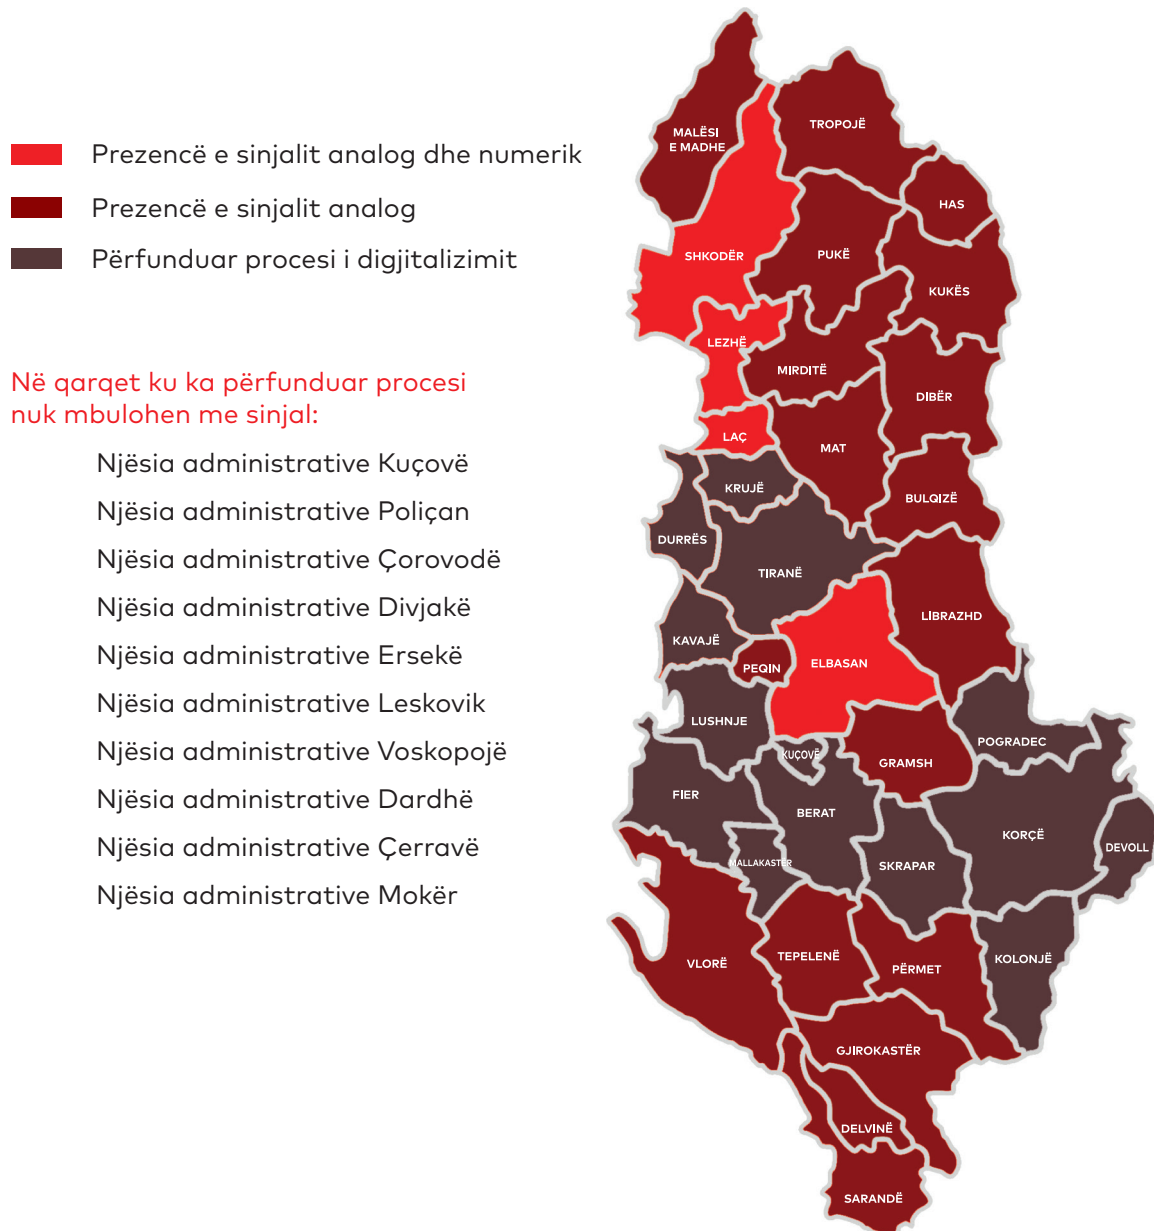 Prezencë e sinjalit analog dhe numerik
Prezencë e sinjalit analog
Përfunduar procesi i digjitalizimit
Në qarqet ku ka përfunduar procesi
nuk mbulohen me sinjal:
Njësia administrative Kuçovë
Njësia administrative Poliçan
Njësia administrative Çorovodë
Njësia administrative Divjakë
Njësia administrative Ersekë
Njësia administrative Leskovik
Njësia administrative Voskopojë
Njësia administrative Dardhë
Njësia administrative Çerravë
Njësia administrative Mokër
MALËSI
E MADHE
TROPOJË
HAS
SHKODËR
PUKË
KUKËS
LEZHË
MIRDITË
DIBËR
LAÇ
MAT
KRUJË
BULQIZË
DURRËS
TIRANË
LIBRAZHD
KAVAJË
PEQIN
ELBASAN
LUSHNJE
POGRADEC
KUÇOVË
GRAMSH
FIER
BERAT
KORÇË
DEVOLL
MALLAKASTËR
SKRAPAR
VLORË
TEPELENË
PËRMET
KOLONJË
GJIROKASTËR
DELVINË
SARANDË